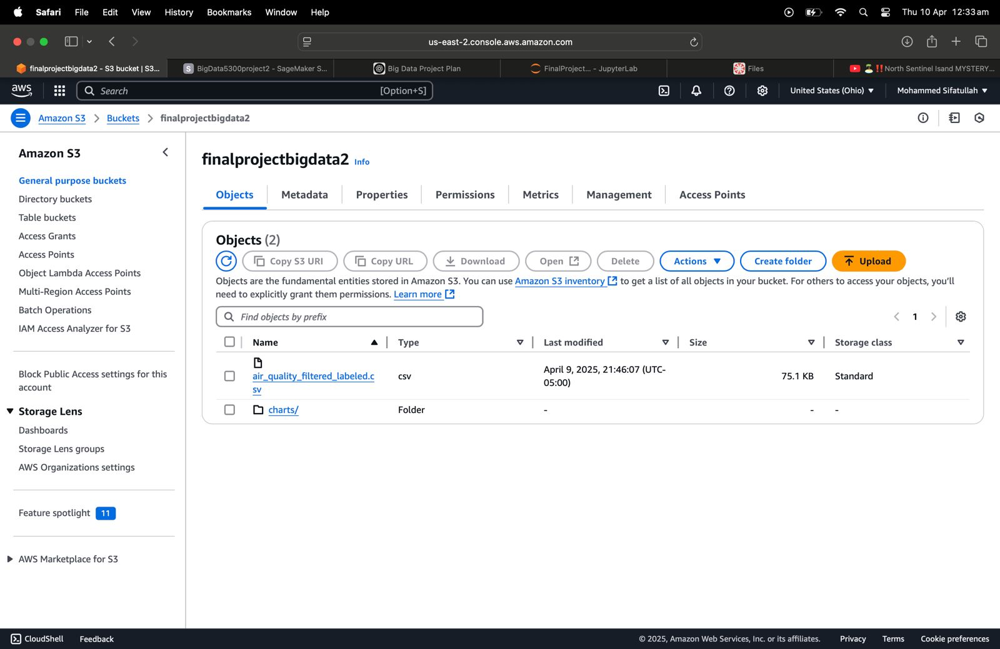 Safari File Edit View History Bookmarks Window Help Thu 10 Apr 12:33am
us-east-2.console.aws.amazon.com
finalprojectbigdata2 - S3 bucket | S3... S BigData5300project2 - SageMaker S... Big Data Project Plan FinalProject... - JupyterLab Files North Sentinel Isand MYSTERY...
aws Search [Option+S] United States (Ohio) Mohammed Sifatullah
Amazon S3 Buckets finalprojectbigdata2
Amazon S3
General purpose buckets
Directory buckets
Table buckets
Access Grants
Access Points
Object Lambda Access Points
Multi-Region Access Points
Batch Operations
IAM Access Analyzer for S3
Block Public Access settings for this
account
Storage Lens
Dashboards
Storage Lens groups
AWS Organizations settings
Feature spotlight 11
AWS Marketplace for S3
finalprojectbigdata2 Info
Objects Metadata Properties Permissions Metrics Management Access Points
Objects (2)
Copy S3 URI Copy URL Download Open Delete Actions Create folder Upload
Objects are the fundamental entities stored in Amazon S3. You can use Amazon S3 inventory to get a list of all objects in your bucket. For others to access your objects, you'll
need to explicitly grant them permissions. Learn more
Find objects by prefix 1
Name Type Last modified Size Storage class
air_quality_filtered_labeled.c
sv
csv
April 9, 2025, 21:46:07 (UTC-
05:00)
75.1 KB
Standard
charts/ Folder - - -
CloudShell Feedback © 2025, Amazon Web Services, Inc. or its affiliates. Privacy Terms Cookie preferences